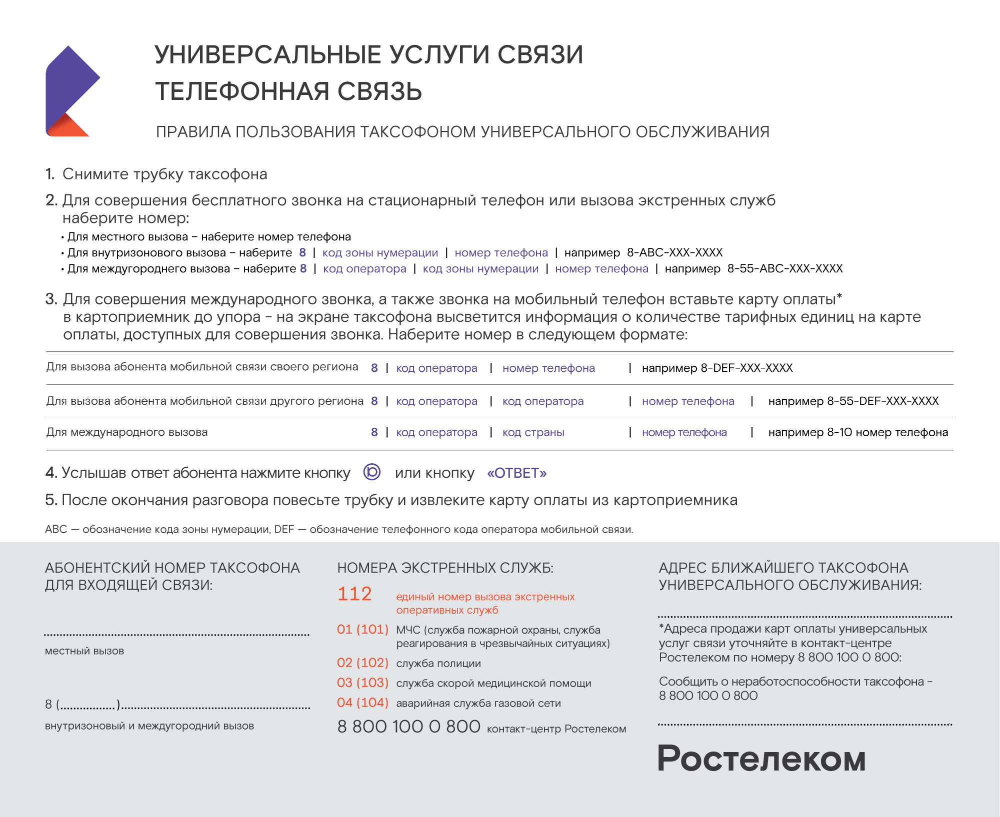 УНИВЕРСАЛЬНЫЕ УСЛУГИ СВЯЗИ
ТЕЛЕФОННАЯ СВЯЗЬ
ПРАВИЛА ПОЛЬЗОВАНИЯ ТАКСОФОНОМ УНИВЕРСАЛЬНОГО ОБСЛУЖИВАНИЯ
1. Снимите трубку таксофона
2. Для совершения бесплатного звонка на стационарный телефон или вызова экстренных служб
наберите номер:
• Для местного вызова – наберите номер телефона
• Для внутризонового вызова – наберите 8 | код зоны нумерации | номер телефона | например 8-ABC-XXX-XXXX
• Для междугороднего вызова – наберите 8 | код оператора | код зоны нумерации | номер телефона | например 8-55-ABC-XXX-XXXX
3. Для совершения международного звонка, а также звонка на мобильный телефон вставьте карту оплаты*
в картоприемник до упора - на экране таксофона высветится информация о количестве тарифных единиц на карте
оплаты, доступных для совершения звонка. Наберите номер в следующем формате:
Для вызова абонента мобильной связи своего региона 8 | код оператора | номер телефона | например 8-DEF-XXX-XXXX
Для вызова абонента мобильной связи другого региона 8 | код оператора | код оператора | номер телефона | например 8-55-DEF-XXX-XXXX
Для международного вызова 8 | код оператора | код страны | номер телефона | например 8-10 номер телефона
4. Услышав ответ абонента нажмите кнопку или кнопку «ОТВЕТ»
5. После окончания разговора повесьте трубку и извлеките карту оплаты из картоприемника
ABC — обозначение кода зоны нумерации, DEF — обозначение телефонного кода оператора мобильной связи.
АБОНЕНТСКИЙ НОМЕР ТАКСОФОНА
ДЛЯ ВХОДЯЩЕЙ СВЯЗИ:
местный вызов
8 (..............)..................................................
внутризоновый и междугородний вызов
НОМЕРА ЭКСТРЕННЫХ СЛУЖБ:
112 единый номер вызова экстренных
оперативных служб
01 (101) МЧС (служба пожарной охраны, служба
реагирования в чрезвычайных ситуациях)
02 (102) служба полиции
03 (103) служба скорой медицинской помощи
04 (104) аварийная служба газовой сети
8 800 100 0 800 контакт-центр Ростелеком
АДРЕС БЛИЖАЙШЕГО ТАКСОФОНА
УНИВЕРСАЛЬНОГО ОБСЛУЖИВАНИЯ:
*Адреса продажи карт оплаты универсальных
услуг связи уточняйте в контакт-центре
Ростелеком по номеру 8 800 100 0 800:
Сообщить о неработоспособности таксофона -
8 800 100 0 800
Ростелеком